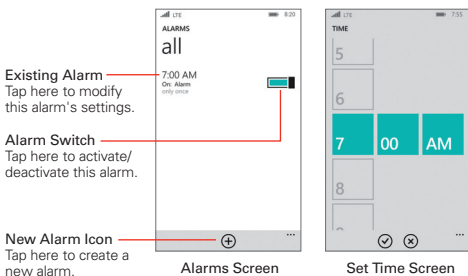 LTE 8:20
ALARMS
all
7:00 AM
On: Alarm
only once
Existing Alarm
Tap here to modify
this alarm's settings.
Alarm Switch
Tap here to activate/
deactivate this alarm.
New Alarm Icon
Tap here to create a
new alarm.
...
Alarms Screen
LTE 7:55
TIME
5
6
7 00 AM
8
...
Set Time Screen